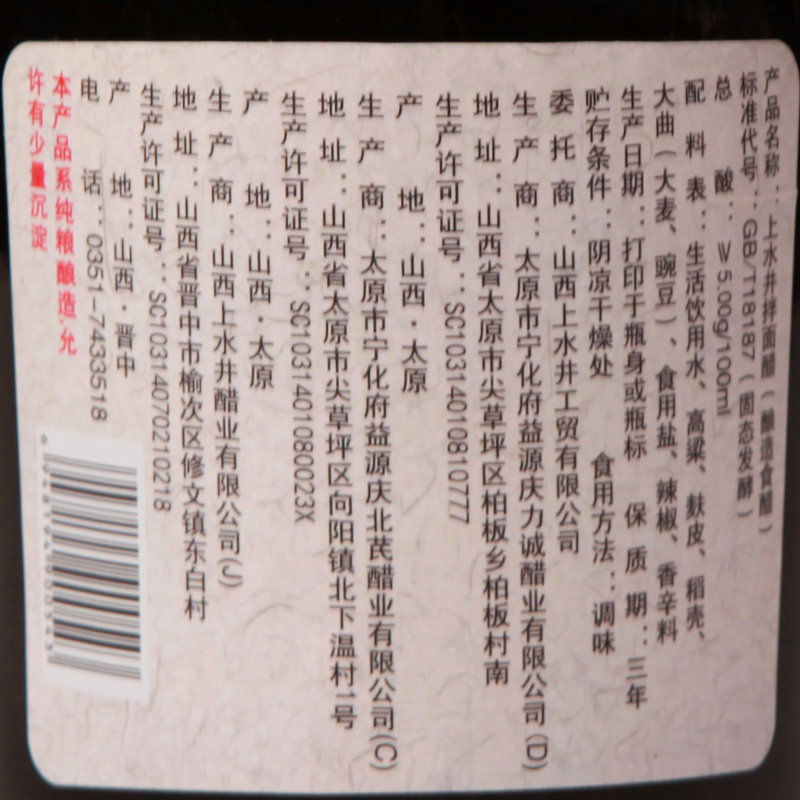 产品名称：上水井拌面醋（酿造食醋）
标准代号：GB/T18187（固态发酵）
总酸：≥5.00g/100ml
配料表：生活饮用水、高粱、麸皮、稻壳、
大曲（大麦、豌豆）、食用盐、辣椒、香辛料
生产日期：打印于瓶身或瓶标 保质期：三年
贮存条件：阴凉干燥处 食用方法：调味
委托商：山西上水井工贸有限公司
生产商：太原市宁化府益源庆力诚醋业有限公司(D)
地址：山西省太原市尖草坪区柏板乡柏板村南
生产许可证号：SC10314010810777
产地：山西·太原
生产商：太原市宁化府益源庆北芪醋业有限公司(C)
地址：山西省太原市尖草坪区向阳镇北下温村1号
生产许可证号：SC1031401080023X
产地：山西·太原
生产商：山西上水井醋业有限公司(J)
地址：山西省晋中市榆次区修文镇东白村
生产许可证号：SC10314070210218
产地：山西·晋中
电话：0351-7433518
本产品系纯粮酿造，允
许有少量沉淀